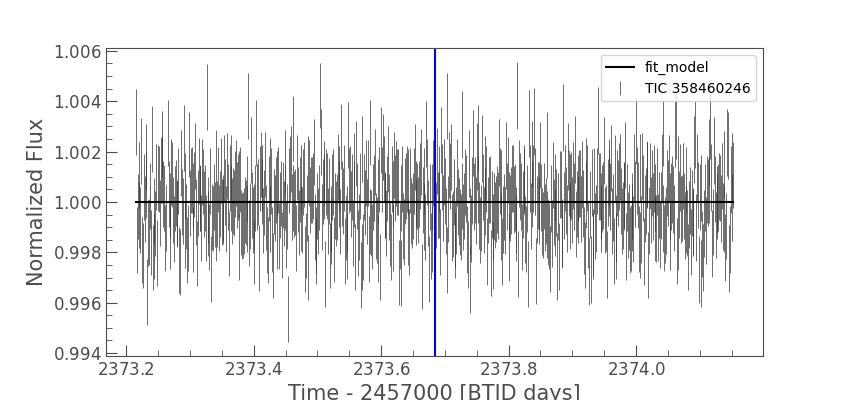 1.006
1.004
1.002
1.000
0.998
0.996
0.994
Normalized Flux
fit_model
TIC 358460246
2373.2 2373.4 2373.6 2373.8 2374.0
Time - 2457000 [BTJD days]